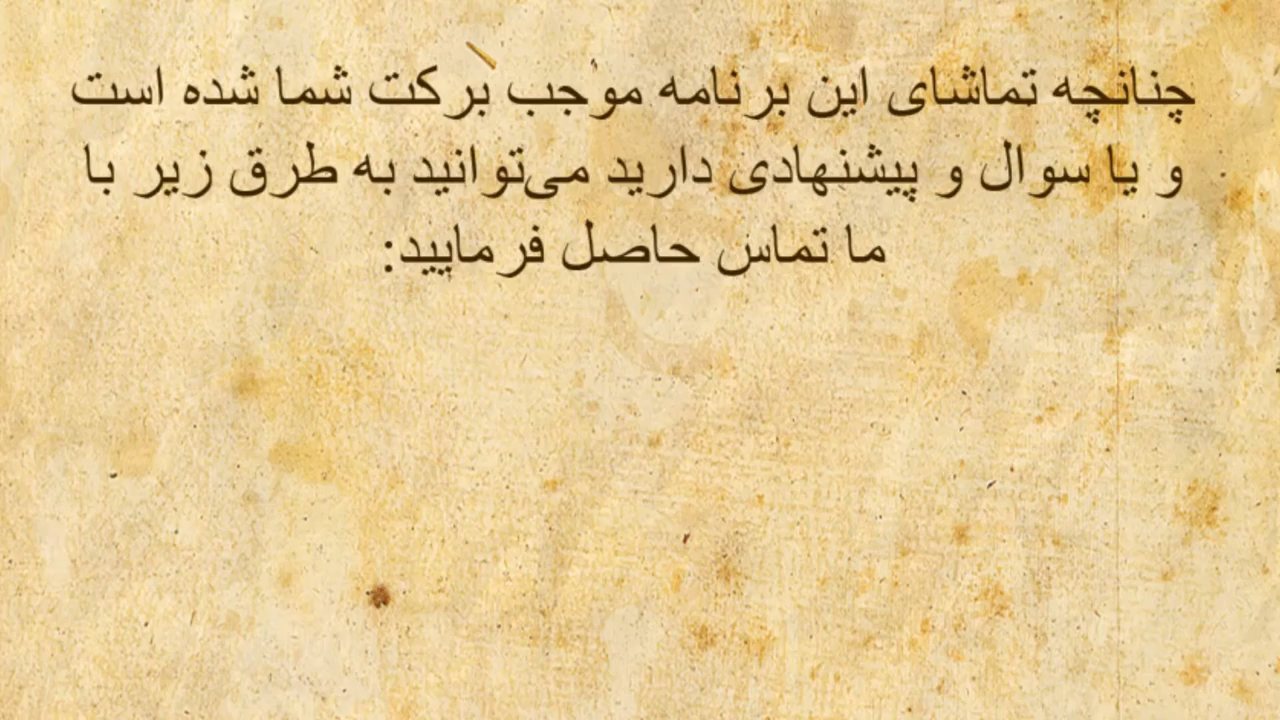 چنانچه تماشای این برنامه موجب برکت شما شده است
و یا سوال و پیشنهادی دارید می‌توانید به طرق زیر با
ما تماس حاصل فرمایید: